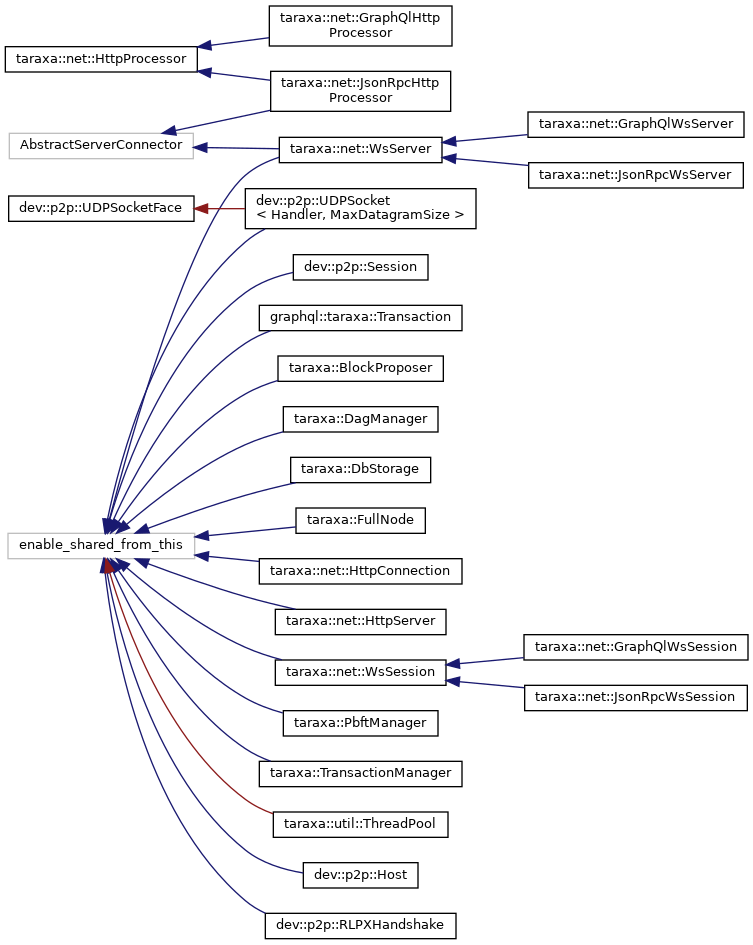 taraxa::net::GraphQlHttp
Processor
taraxa::net::HttpProcessor
taraxa::net::JsonRpcHttp
Processor
AbstractServerConnector
taraxa::net::WsServer
taraxa::net::GraphQlWsServer
taraxa::net::JsonRpcWsServer
dev::p2p::UDPSocketFace
dev::p2p::UDPSocket
< Handler, MaxDatagramSize >
dev::p2p::Session
graphql::taraxa::Transaction
taraxa::BlockProposer
taraxa::DagManager
taraxa::DbStorage
taraxa::FullNode
enable_shared_from_this
taraxa::net::HttpConnection
taraxa::net::HttpServer
taraxa::net::WsSession
taraxa::net::GraphQlWsSession
taraxa::net::JsonRpcWsSession
taraxa::PbftManager
taraxa::TransactionManager
taraxa::util::ThreadPool
dev::p2p::Host
dev::p2p::RLPXHandshake